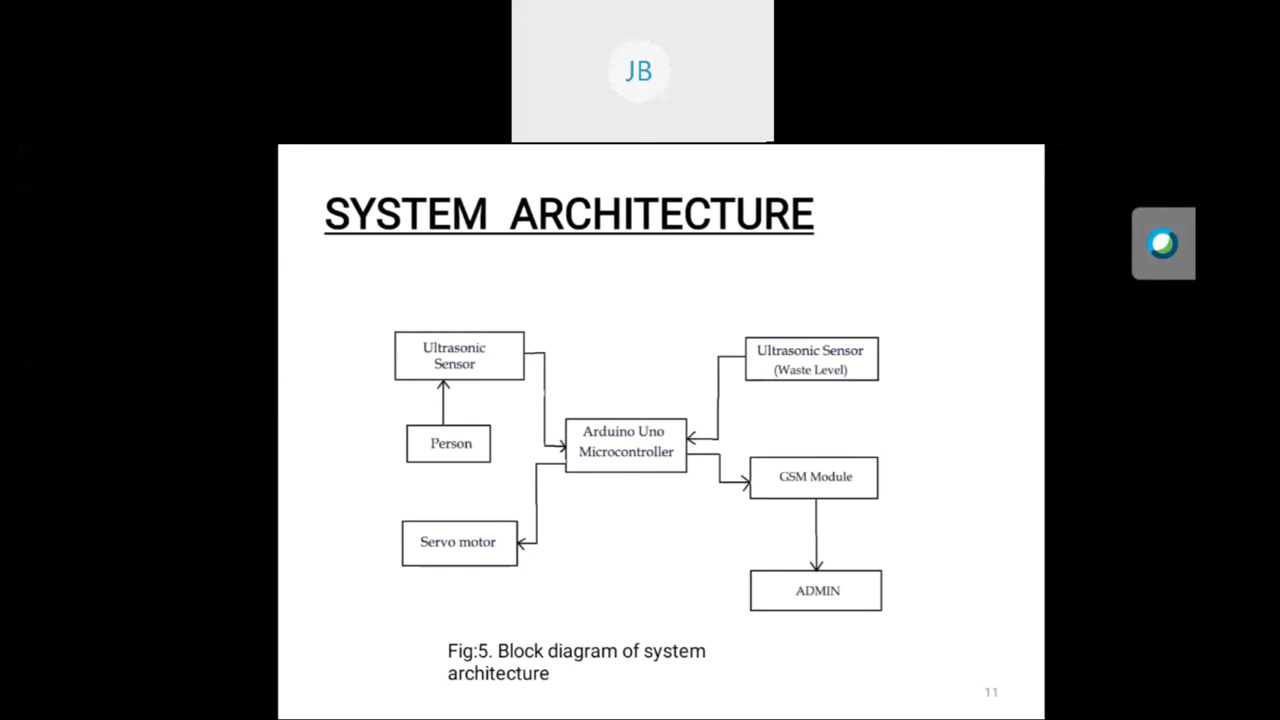 JB
SYSTEM ARCHITECTURE
Ultrasonic
Sensor
Ultrasonic Sensor
(Waste Level)
Person
Arduino Uno
Microcontroller
GSM Module
Servo motor
ADMIN
Fig:5. Block diagram of system
architecture
11